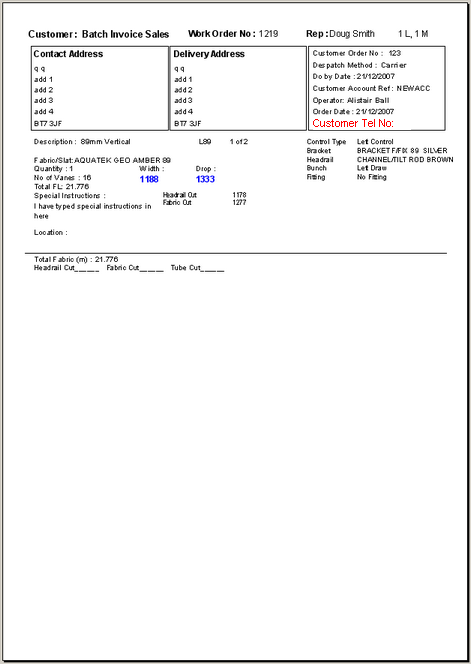 Customer : Batch Invoice Sales Work Order No : 1219 Rep : Doug Smith 1 L, 1 M
Contact Address
q q
add 1
add 2
add 3
add 4
BT7 3JF
Delivery Address
q q
add 1
add 2
add 3
add 4
BT7 3JF
Customer Order No : 123
Despatch Method : Carrier
Do by Date : 21/12/2007
Customer Account Ref : NEWACC
Operator: Alistair Ball
Order Date : 21/12/2007
Customer Tel No:
Description : 89mm Vertical L89 1 of 2
Fabric/Slat: AQUATEK GEO AMBER 89
Quantity : 1 Width : Drop :
No of Vanes : 16 1188 1333
Total FL: 21.776
Special Instructions : Headrail Cut 1178
I have typed special instructions in Fabric Cut 1277
here
Location :
Control Type Left Control
Bracket BRACKET F/FIX 89 SILVER
Headrail CHANNEL/TILT ROD BROWN
Bunch Left Draw
Fitting No Fitting
Total Fabric (m) : 21.776
Headrail Cut______ Fabric Cut______ Tube Cut______